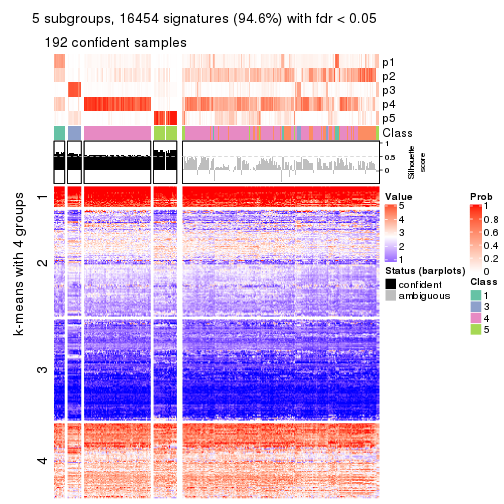 5 subgroups, 16454 signatures (94.6%) with fdr < 0.05
192 confident samples
p1
p2
p3
p4
p5
Class
1
0.5
0
Silhouette
score
k-means with 4 groups
1
2
3
4
Value
5
4
3
2
1
Status (barplots)
confident
ambiguous
Prob
1
0.8
0.6
0.4
0.2
0
Class
1
3
4
5